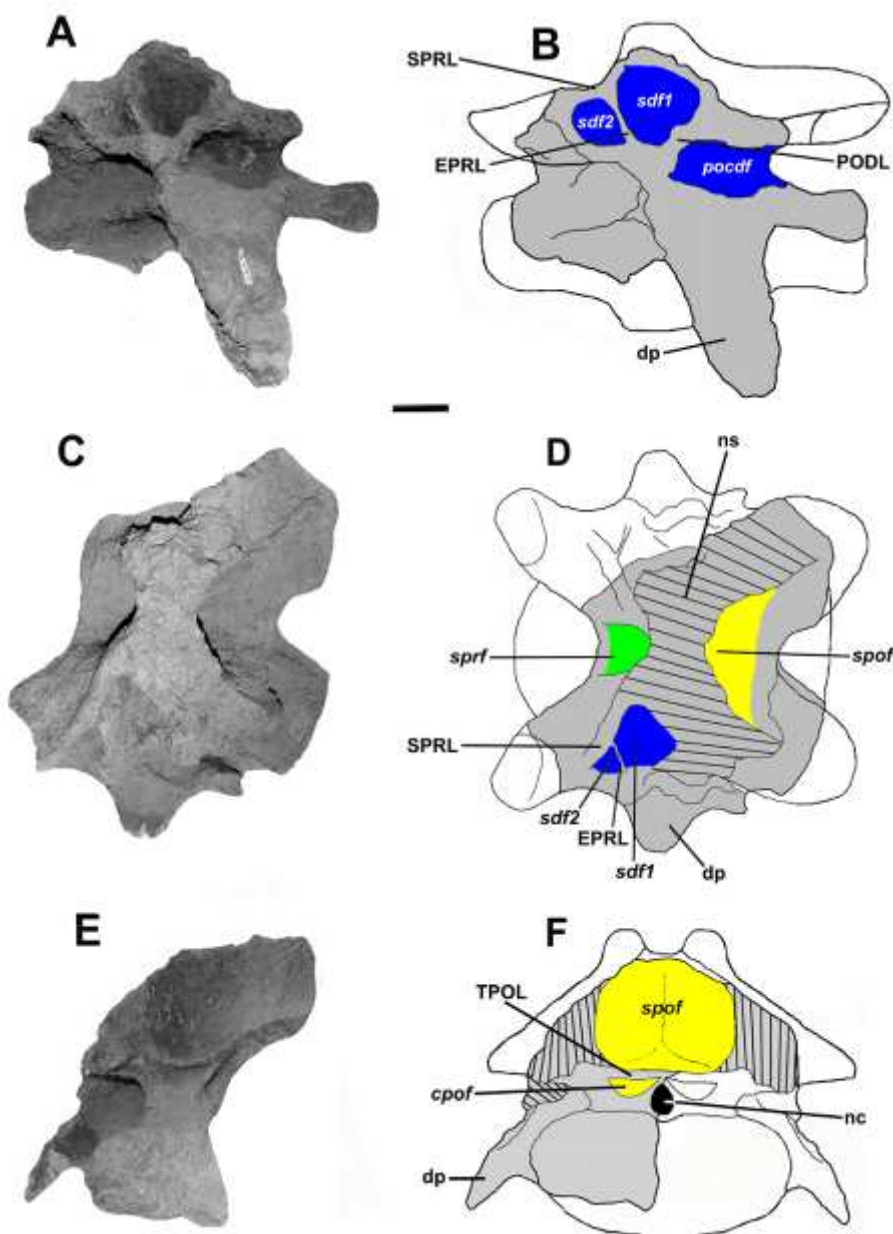 A
B
SPRL
sdf1
sdf2
EPRL
PODL
pocdf
dp
C
D
ns
sprf
spof
SPRL
sdf2
EPRL
sdf1
dp
E
F
TPOL
spof
cpof
nc
dp